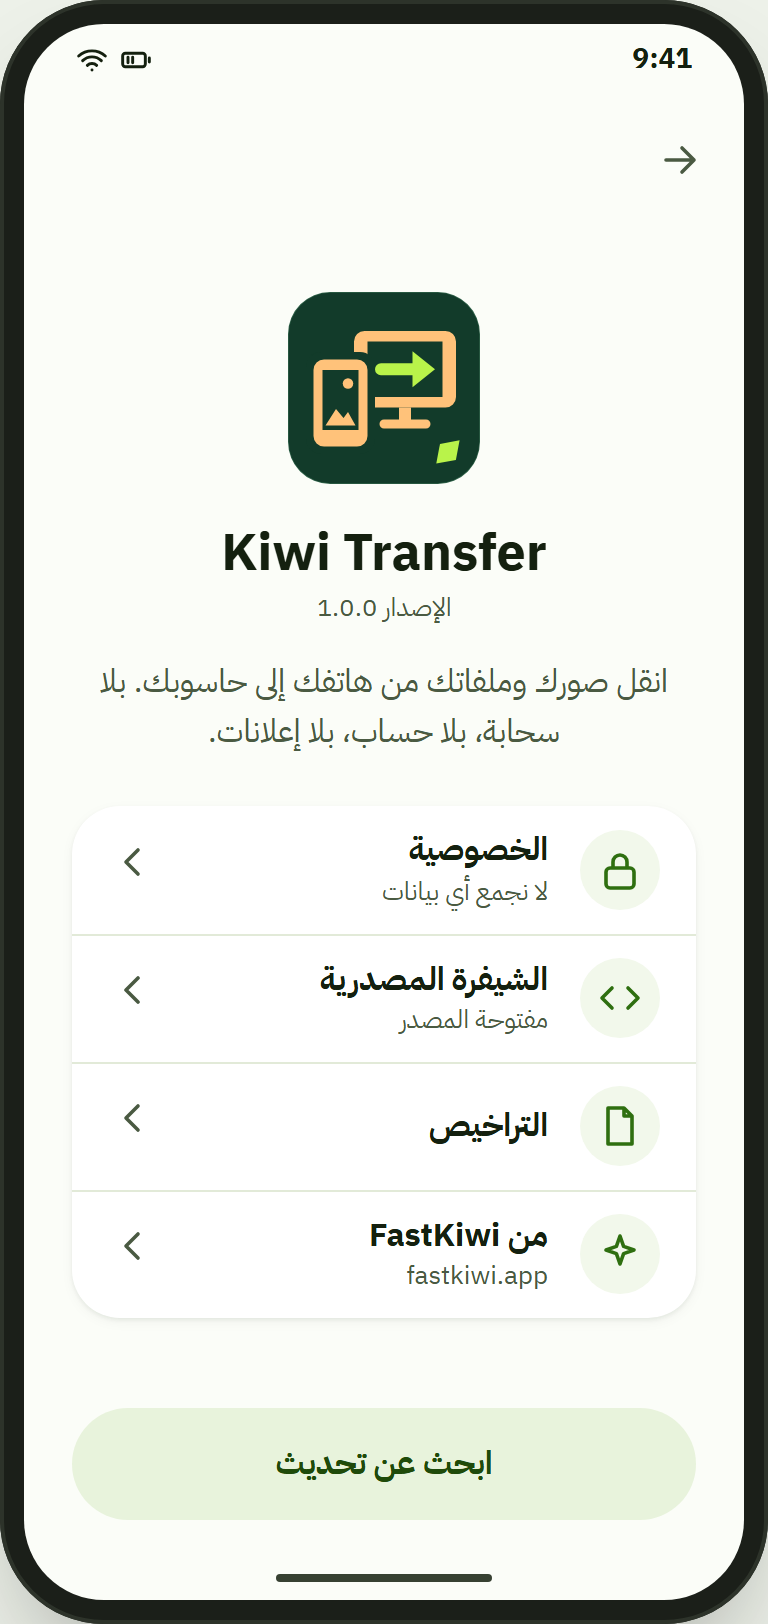 9:41
Kiwi Transfer
الإصدار 1.0.0
انقل صورك وملفاتك من هاتفك إلى حاسوبك. بلا
سحابة، بلا حساب، بلا إعلانات.
الخصوصية
لا نجمع أي بيانات
الشيفرة المصدرية
مفتوحة المصدر
التراخيص
من FastKiwi
fastkiwi.app
ابحث عن تحديث